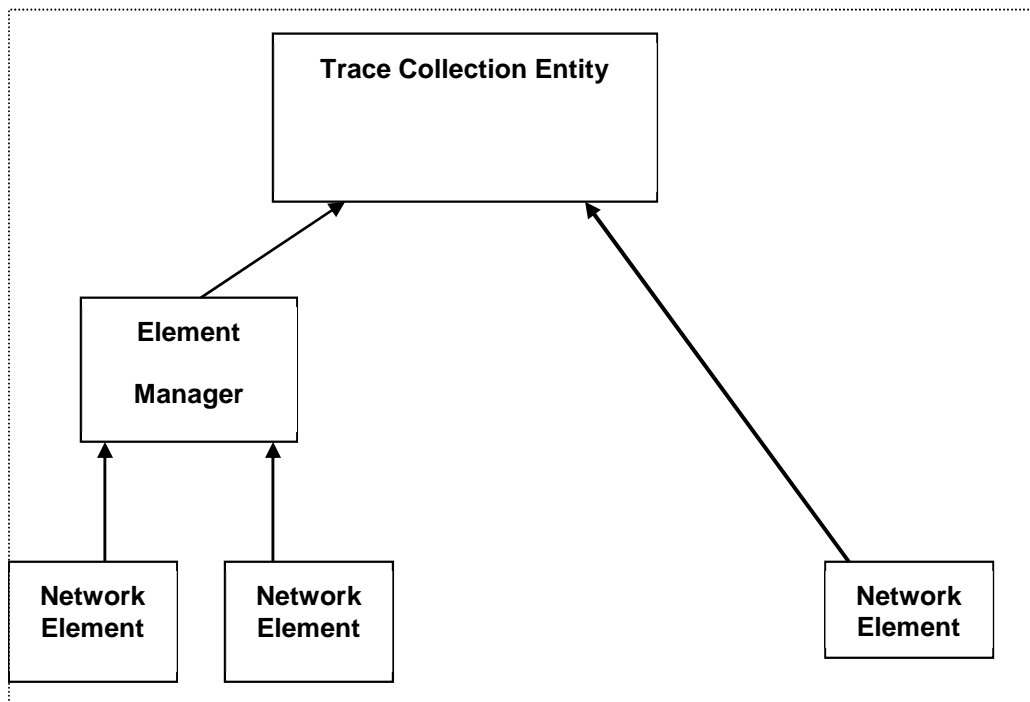 Trace Collection Entity
Element
Manager
Network
Element
Network
Element
Network
Element